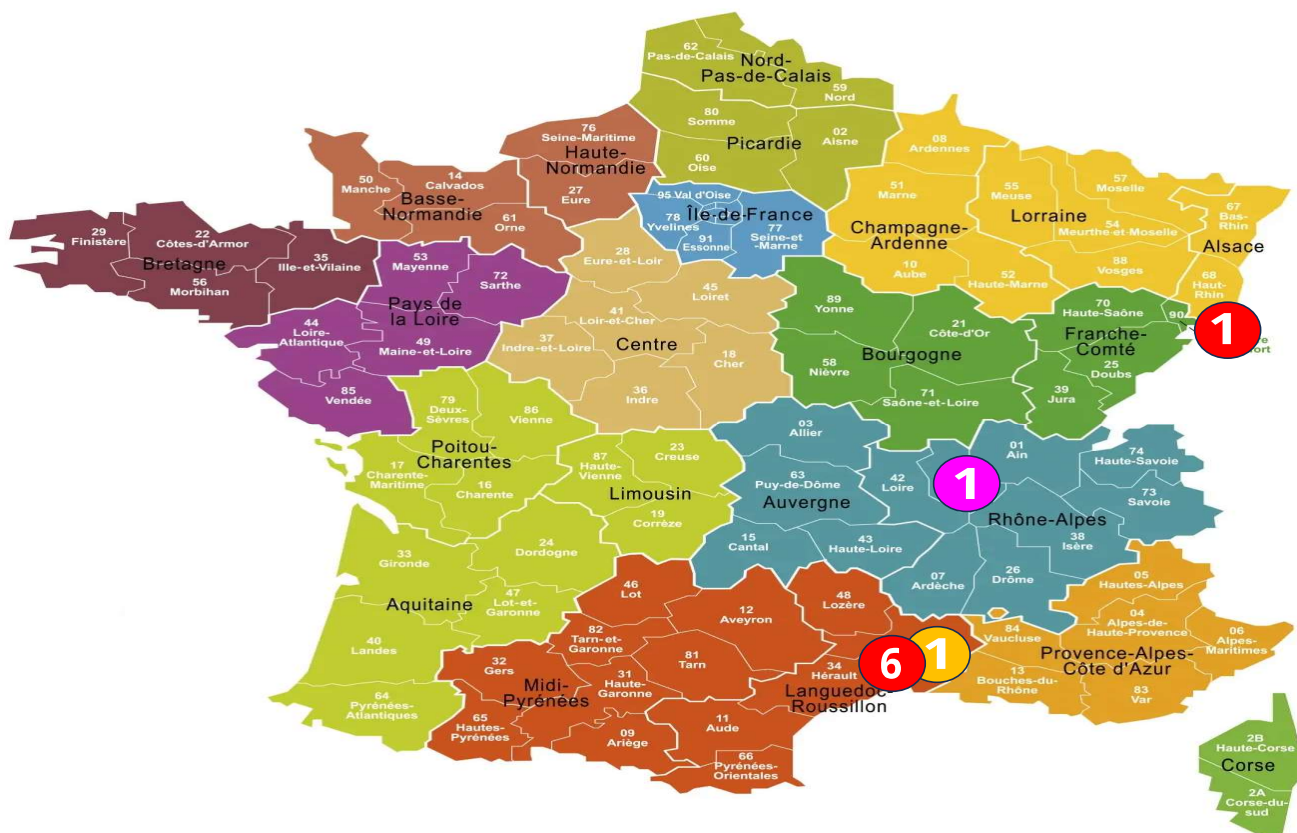 62
Pas-de-Calais
Nord-
Pas-de-Calais
59
Nord
80
Somme
02
Aisne
Picardie
60
Oise
76
Seine-Maritime
Haute-
Normandie
27
Eure
50
Manche
14
Calvados
Basse-
Normandie
61
Orne
95 Val d'Oise
Île-de-France
78
Yvelines
91
Essonne
77
Seine-et
-Marne
08
Ardennes
51
Marne
Champagne-
Ardenne
10
Aube
52
Haute-Marne
55
Meuse
57
Moselle
Lorraine
54
Meurthe-et-Moselle
88
Vosges
67
Bas-
Rhin
Alsace
68
Haut-
Rhin
29
Finistère
22
Côtes-d'Armor
35
Ille-et-Vilaine
Bretagne
56
Morbihan
53
Mayenne
72
Sarthe
Pays de
la Loire
44
Loire-
Atlantique
49
Maine-et-Loire
85
Vendée
28
Eure-et-Loir
45
Loiret
41
Loir-et-Cher
37
Indre-et-Loire
Centre
18
Cher
36
Indre
89
Yonne
21
Côte-d'Or
Bourgogne
58
Nièvre
71
Saône-et-Loire
70
Haute-Saône
90
1
Franche-
Comté
25
Doubs
39
Jura
79
Deux-
Sèvres
86
Vienne
Poitou-
Charentes
17
Charente-
Maritime
16
Charente
23
Creuse
87
Haute-
Vienne
Limousin
19
Corrèze
03
Allier
63
Puy-de-Dôme
Auvergne
15
Cantal
43
Haute-Loire
42
Loire
1
01
Ain
74
Haute-Savoie
73
Savoie
Rhône-Alpes
38
Isère
07
Ardèche
26
Drôme
33
Gironde
24
Dordogne
47
Lot-et-
Garonne
Aquitaine
40
Landes
64
Pyrénées-
Atlantiques
46
Lot
12
Aveyron
82
Tarn-et-
Garonne
81
Tarn
32
Gers
31
Haute-
Garonne
Midi-
Pyrénées
65
Hautes-
Pyrénées
09
Ariège
48
Lozère
6
1
34
Hérault
Languedoc-
Roussillon
11
Aude
66
Pyrénées-
Orientales
05
Hautes-Alpes
84
Vaucluse
04
Alpes-de-
Haute-Provence
06
Alpes-
Maritimes
Provence-Alpes-
Côte d'Azur
13
Bouches-du-
Rhône
83
Var
2B
Haute-Corse
Corse
2A
Corse-du-
sud